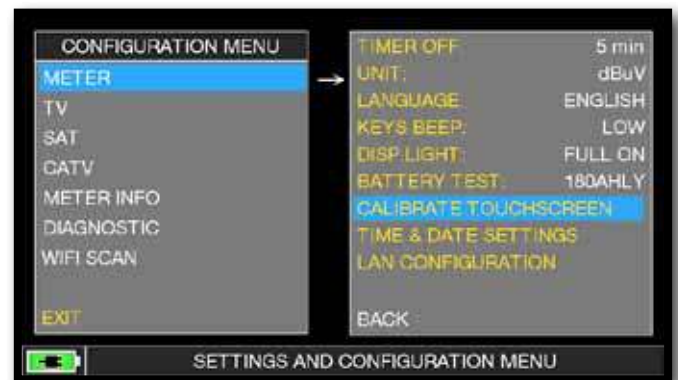 CONFIGURATION MENU
METER
TV
SAT
CATV
METER INFO
DIAGNOSTIC
WIFI SCAN
EXIT
→
TIMER OFF 5 min
UNIT: dBuV
LANGUAGE ENGLISH
KEYS BEEP: LOW
DISP.LIGHT: FULL ON
BATTERY TEST: 180AHLY
CALIBRATE TOUCHSCREEN
TIME & DATE SETTINGS
LAN CONFIGURATION
BACK
SETTINGS AND CONFIGURATION MENU